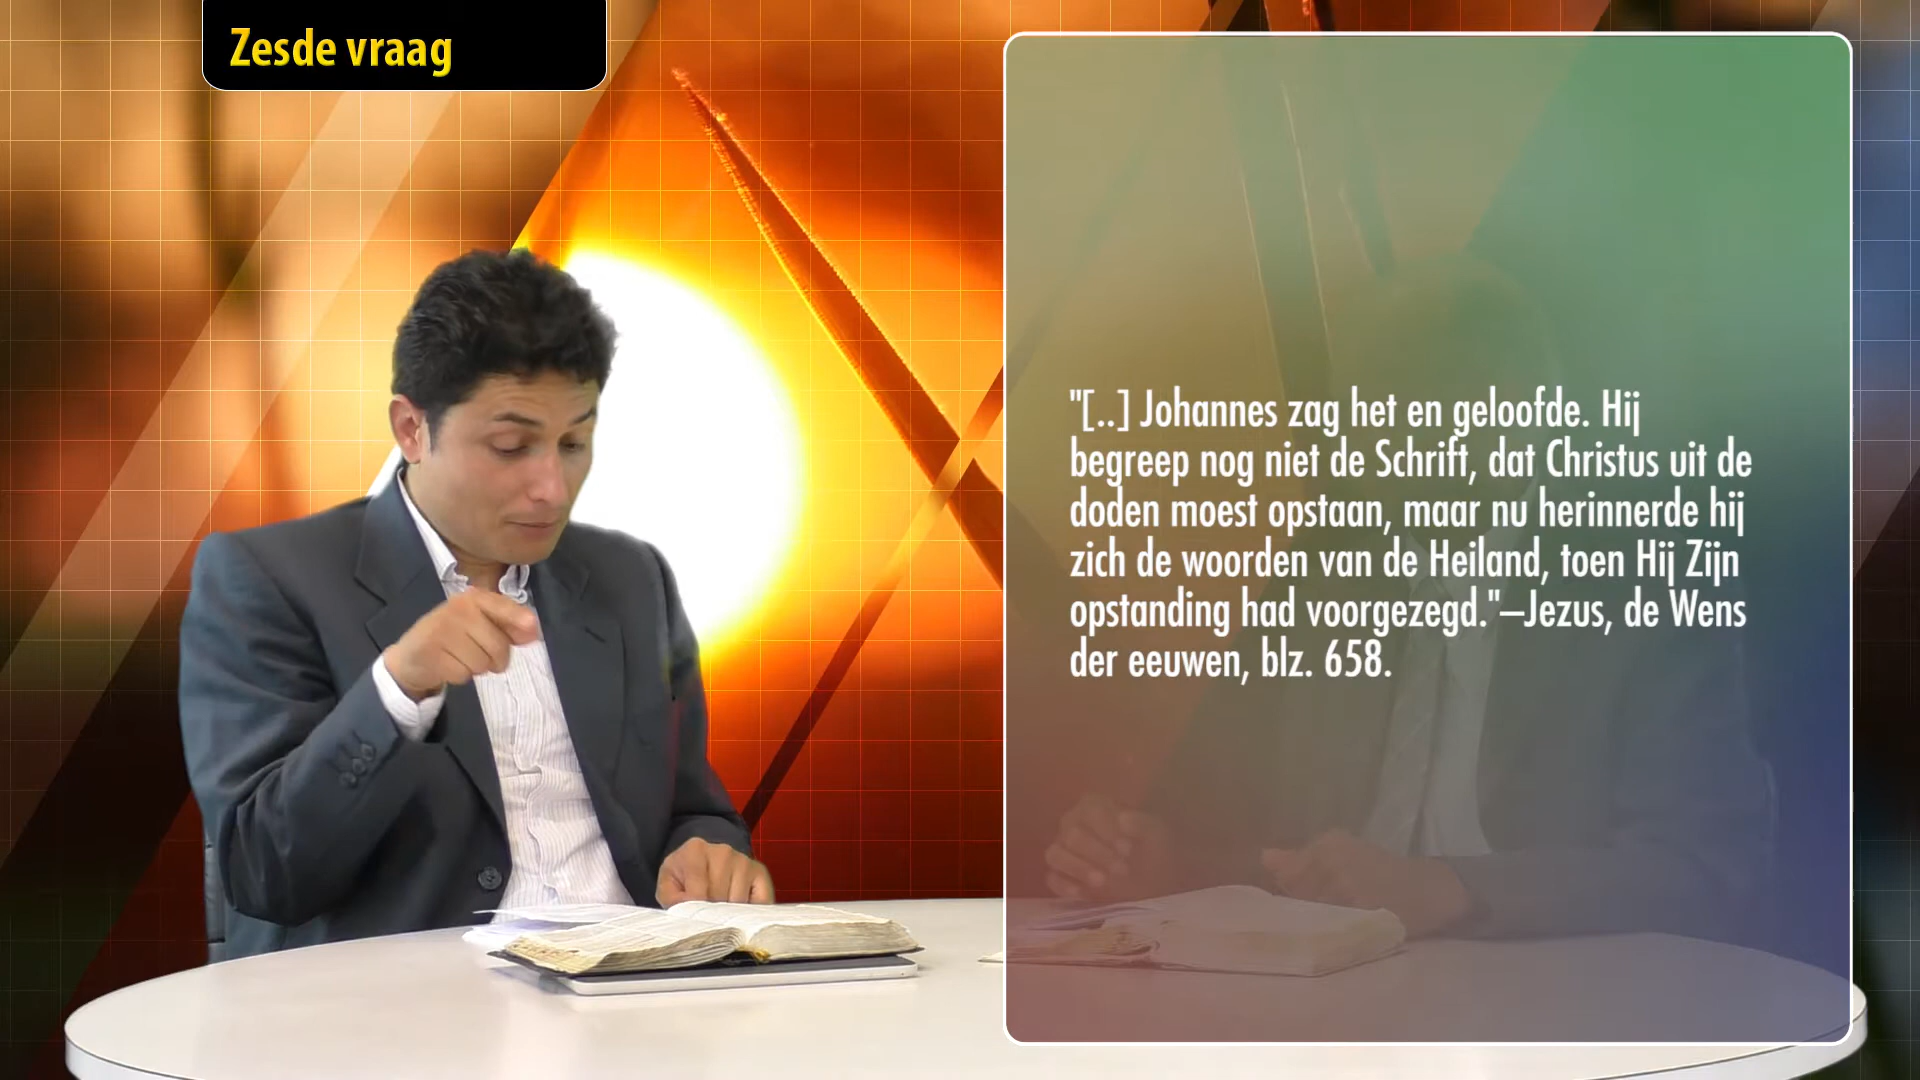 Zesde vraag
"[..] Johannes zag het en geloofde. Hij
begreep nog niet de Schrift, dat Christus uit de
doden moest opstaan, maar nu herinnerde hij
zich de woorden van de Heiland, toen Hij Zijn
opstanding had voorgezegd."–Jezus, de Wens
der eeuwen, blz. 658.